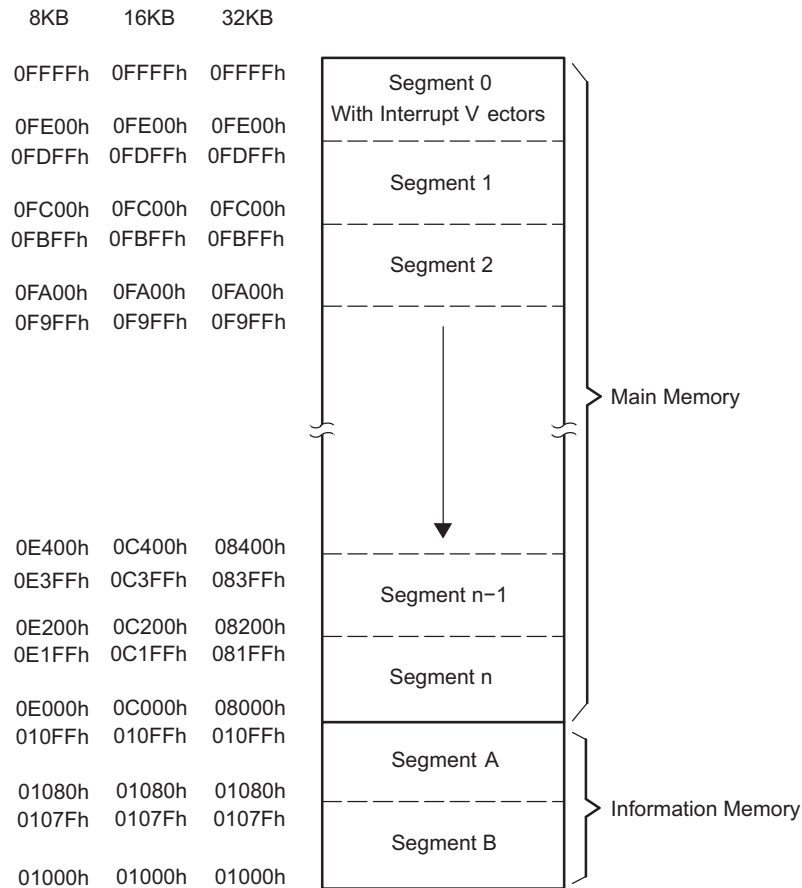 8KB 16KB 32KB
0FFFFh 0FFFFh 0FFFFh
Segment 0
With Interrupt V ectors
0FE00h 0FE00h 0FE00h
0FDFFh 0FDFFh 0FDFFh
Segment 1
0FC00h 0FC00h 0FC00h
0FBFFh 0FBFFh 0FBFFh
Segment 2
0FA00h 0FA00h 0FA00h
0F9FFh 0F9FFh 0F9FFh
Main Memory
0E400h 0C400h 08400h
0E3FFh 0C3FFh 083FFh
Segment n−1
0E200h 0C200h 08200h
0E1FFh 0C1FFh 081FFh
Segment n
0E000h 0C000h 08000h
010FFh 010FFh 010FFh
Segment A
01080h 01080h 01080h
0107Fh 0107Fh 0107Fh
Information Memory
Segment B
01000h 01000h 01000h